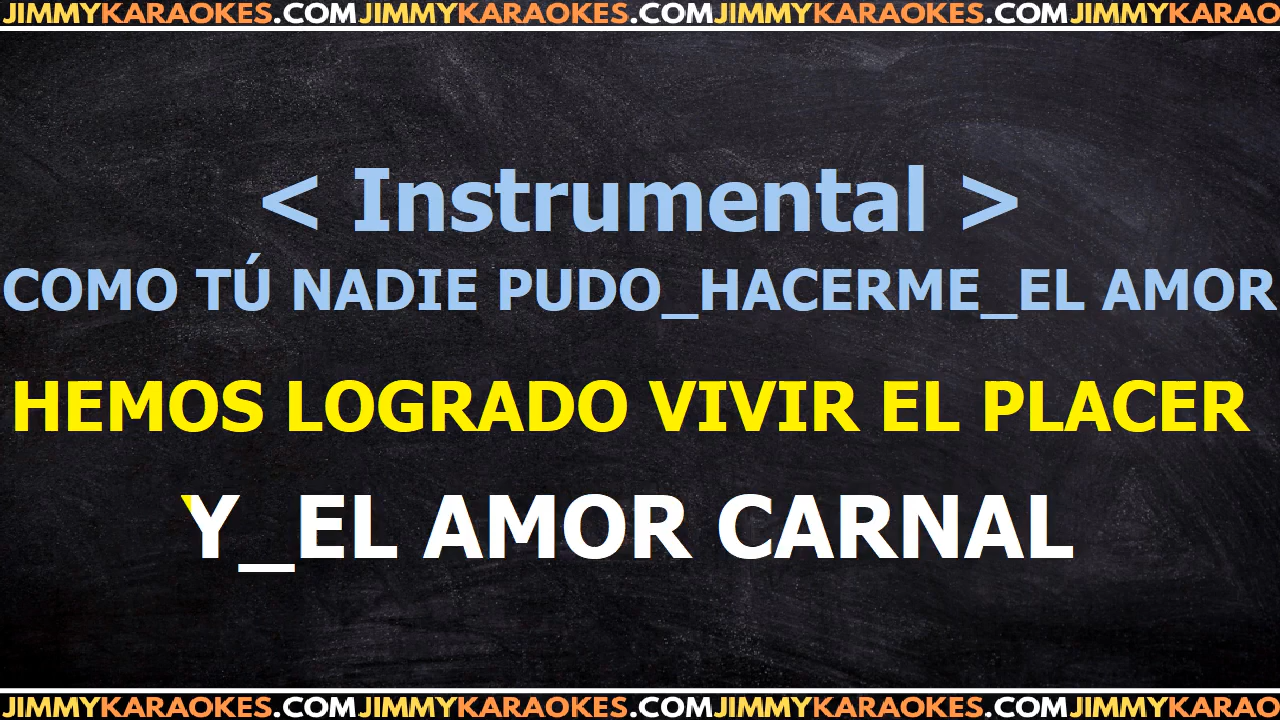 JIMMYKARAOKES.COMJIMMYKARAOKES.COMJIMMYKARAOKES.COMJIMMYKARAO
< Instrumental >
COMO TÚ NADIE PUDO_HACERME_EL AMOR
HEMOS LOGRADO VIVIR EL PLACER
Y_EL AMOR CARNAL
JIMMYKARAOKES.COMJIMMYKARAOKES.COMJIMMYKARAOKES.COMJIMMYKARAO